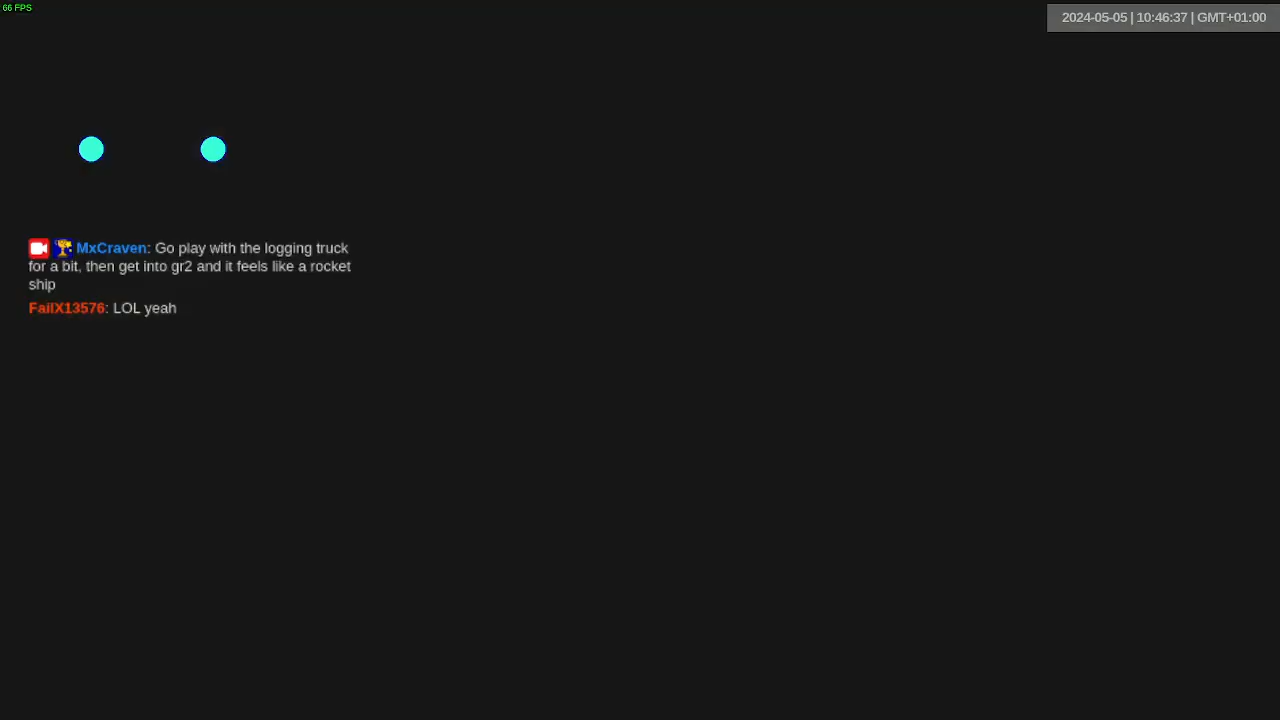 66 FPS
2024-05-05 | 10:46:37 | GMT+01:00
MxCraven: Go play with the logging truck
for a bit, then get into gr2 and it feels like a rocket
ship
FailX13576: LOL yeah